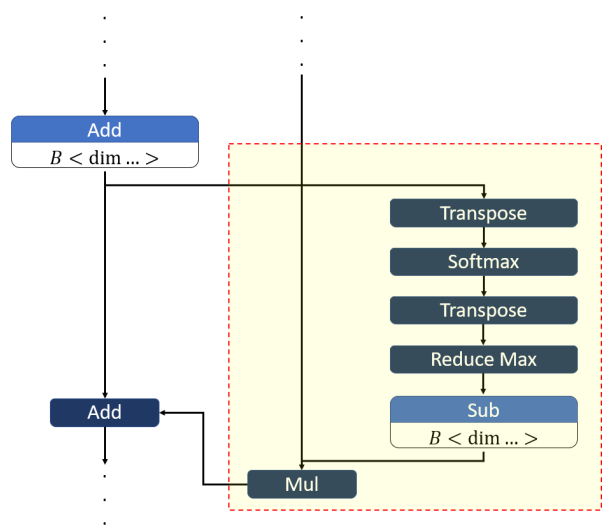 Add
B < dim ... >
Transpose
Softmax
Transpose
Reduce Max
Add
Sub
B < dim ... >
Mul